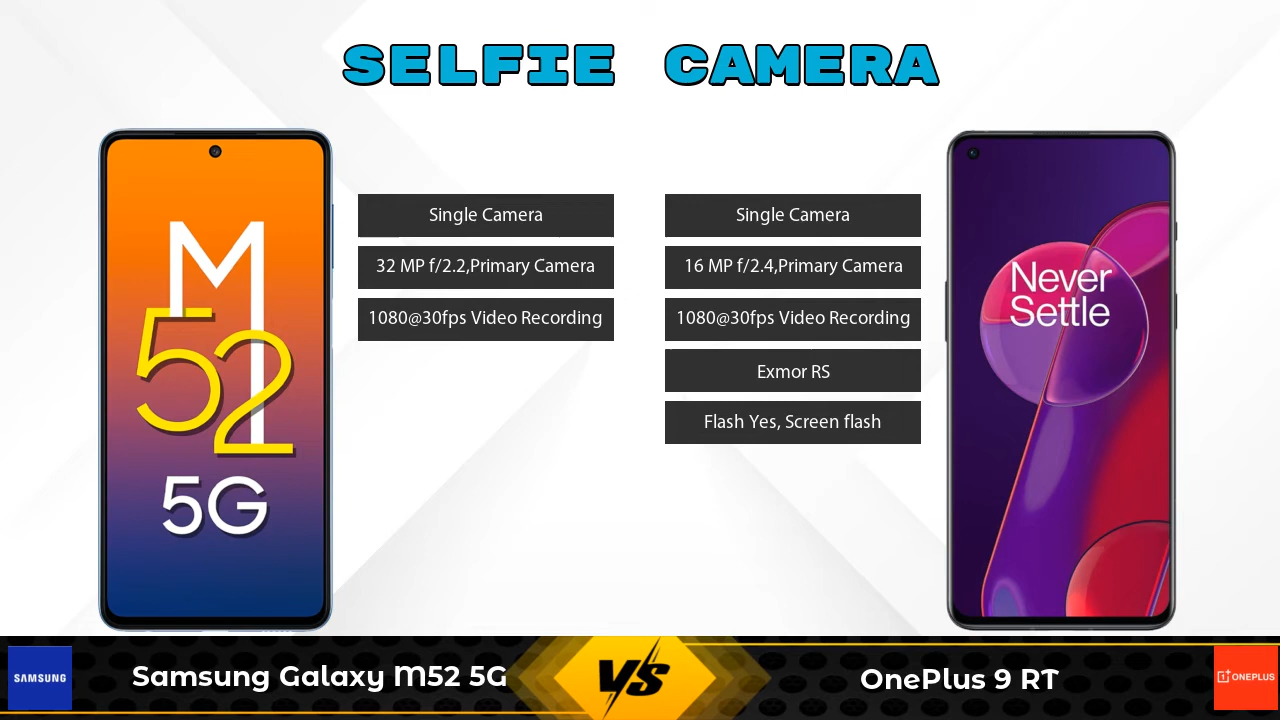 SELFIE CAMERA
M
52
5G
Single Camera
32 MP f/2.2,Primary Camera
1080@30fps Video Recording
Single Camera
16 MP f/2.4,Primary Camera
1080@30fps Video Recording
Exmor RS
Flash Yes, Screen flash
Never
Settle
SAMSUNG
Samsung Galaxy M52 5G
VS
OnePlus 9 RT
1+ ONEPLUS